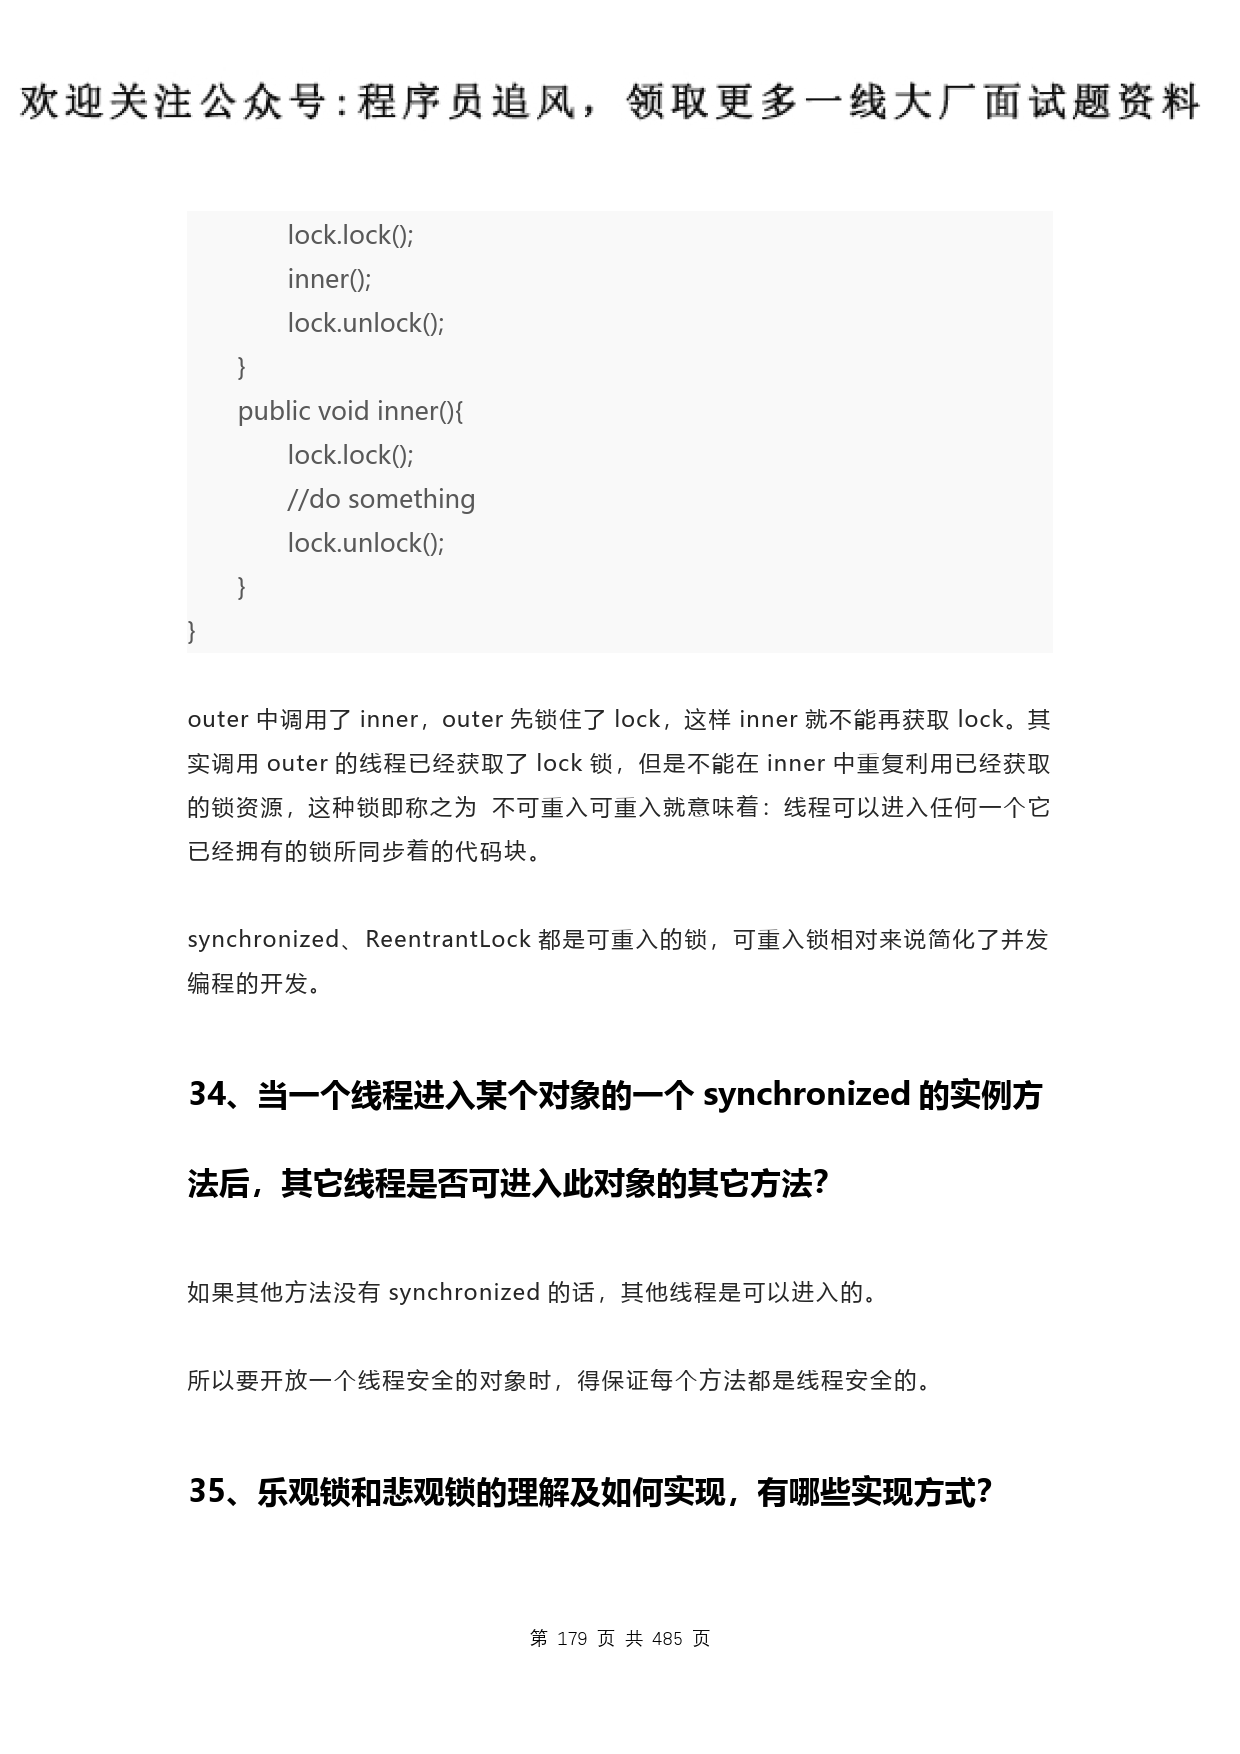 欢迎关注公众号:程序员追风，领取更多一线大厂面试题资料
lock.lock();
inner();
lock.unlock();
}
public void inner(){
lock.lock();
//do something
lock.unlock();
}
}
outer 中调用了 inner，outer 先锁住了 lock，这样 inner 就不能再获取 lock。其
实调用 outer 的线程已经获取了 lock 锁，但是不能在 inner 中重复利用已经获取
的锁资源，这种锁即称之为 不可重入可重入就意味着：线程可以进入任何一个它
已经拥有的锁所同步着的代码块。
synchronized、ReentrantLock 都是可重入的锁，可重入锁相对来说简化了并发
编程的开发。
34、当一个线程进入某个对象的一个 synchronized 的实例方
法后，其它线程是否可进入此对象的其它方法？
如果其他方法没有 synchronized 的话，其他线程是可以进入的。
所以要开放一个线程安全的对象时，得保证每个方法都是线程安全的。
35、乐观锁和悲观锁的理解及如何实现，有哪些实现方式？
第 179 页 共 485 页